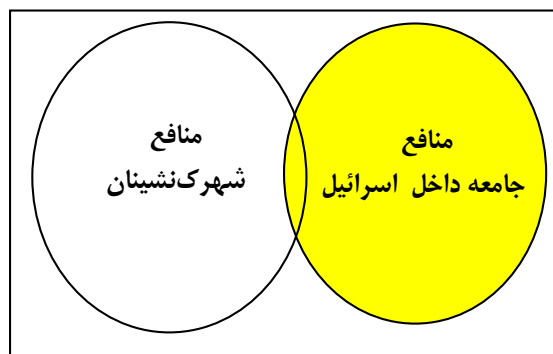 منافع
جامعه داخل اسرائیل
منافع
شهرک‌نشینان